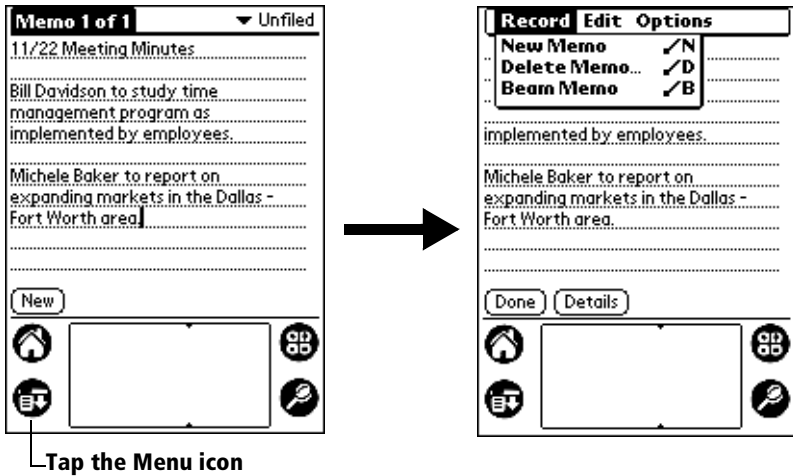 Memo 1 of 1
Unfiled
11/22 Meeting Minutes
Bill Davidson to study time
management program as
implemented by employees.
Michele Baker to report on
expanding markets in the Dallas -
Fort Worth area.
New
Tap the Menu icon
Record Edit Options
New Memo /N
Delete Memo... /D
Beam Memo /B
implemented by employees.
Michele Baker to report on
expanding markets in the Dallas -
Fort Worth area.
Done Details